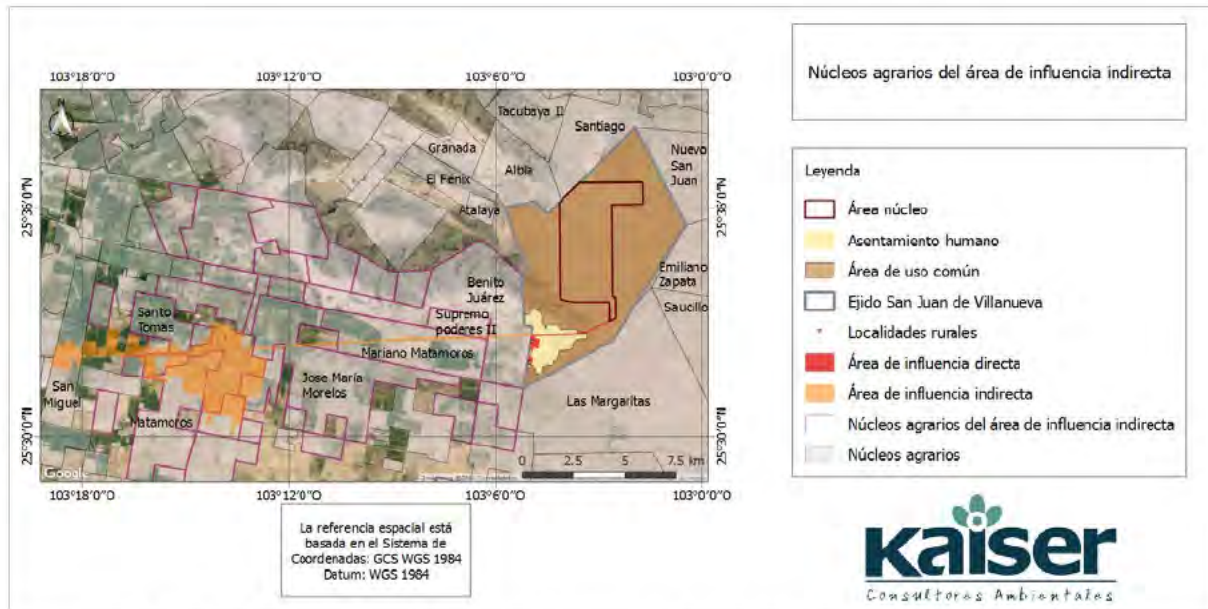 Núcleos agrarios del área de influencia indirecta
103°18'0"O
103°12'0"O
103°6'0"O
103°0'0"O
N
Tacubaya II
Santiago
Granada
Nuevo
San
Juan
Albia
El Fénix
Atalaya
25°35'0"N
25°35'0"N
Emiliano
Zapata
Benito
Juárez
Saucillo
Santo
Tomas
Supremo
poderes II
Mariano Matamoros
Jose María
Morelos
San
Miguel
Las Margaritas
Matamoros
25°30'0"N
25°30'0"N
0
2.5
5
7.5 km
Google
103°18'0"O
103°12'0"O
103°6'0"O
103°0'0"O
La referencia espacial está
basada en el Sistema de
Coordenadas: GCS WGS 1984
Datum: WGS 1984
Leyenda
Área núcleo
Asentamiento humano
Área de uso común
Ejido San Juan de Villanueva
Localidades rurales
Área de influencia directa
Área de influencia indirecta
Núcleos agrarios del área de influencia indirecta
Núcleos agrarios
Kaiser
Consultores Ambientales